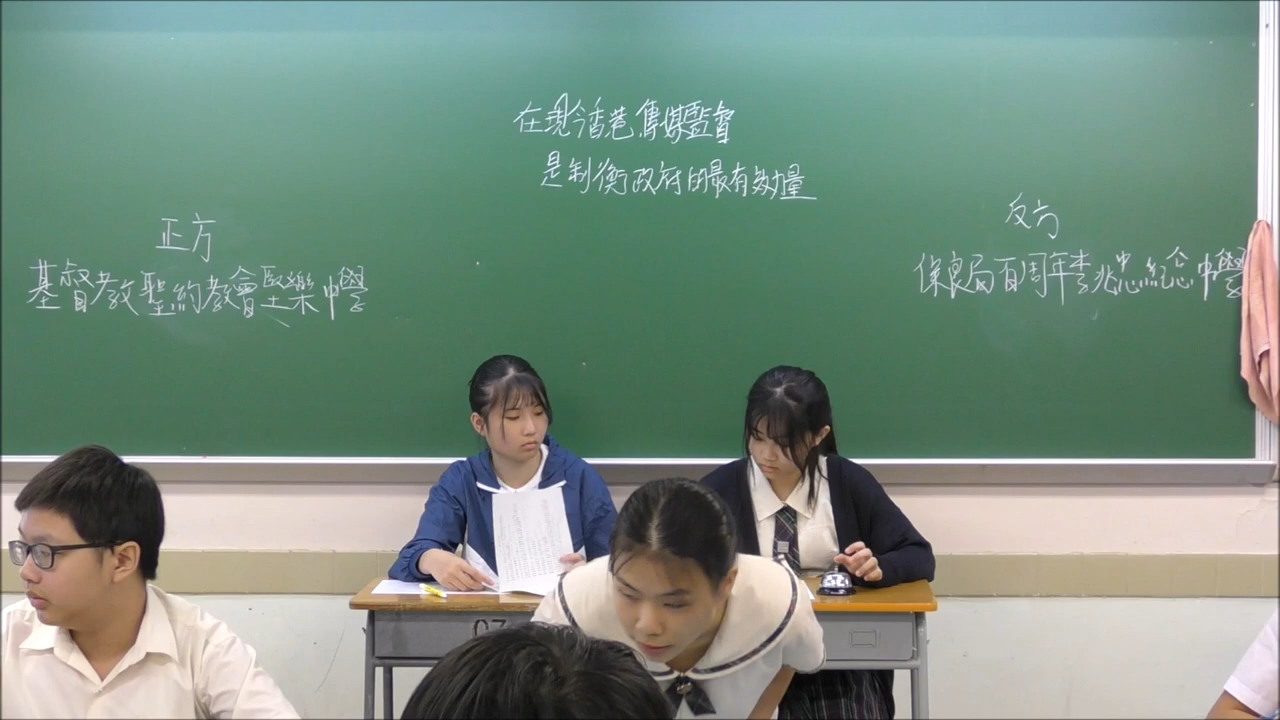 在現今香港傳媒監督
是制衡政府的最有效力量
正方
基督教聖約教會堅樂中學
反方
保良局百周年李兆忠紀念中學
07